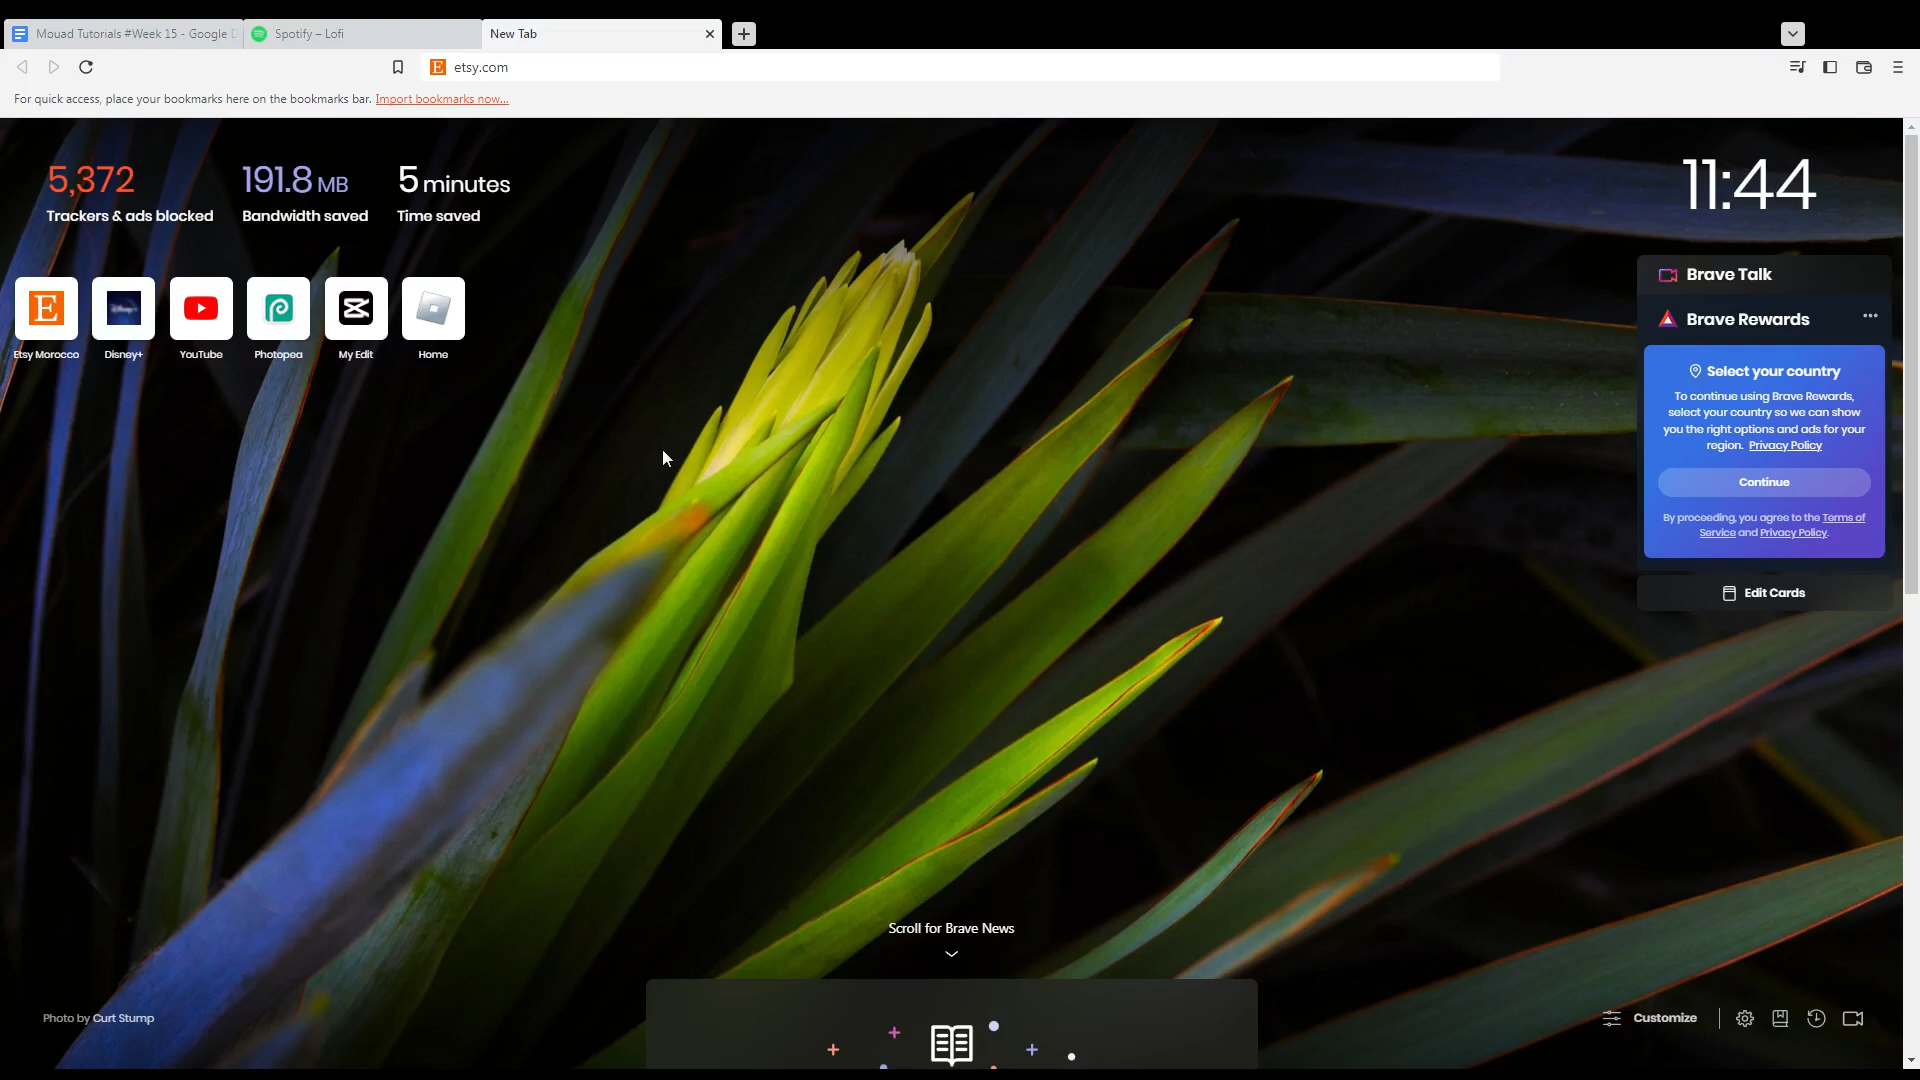 Mouad Tutorials #Week 15 - Google D
Spotify – Lofi
New Tab
etsy.com
For quick access, place your bookmarks here on the bookmarks bar. Import bookmarks now...
5,372
Trackers & ads blocked
191.8 MB
Bandwidth saved
5 minutes
Time saved
11:44
E
Etsy Morocco
Disney+
YouTube
Photopea
My Edit
Home
Brave Talk
Brave Rewards
Select your country
To continue using Brave Rewards,
select your country so we can show
you the right options and ads for your
region. Privacy Policy
Continue
By proceeding, you agree to the Terms of
Service and Privacy Policy.
Edit Cards
Scroll for Brave News
Photo by Curt Stump
Customize